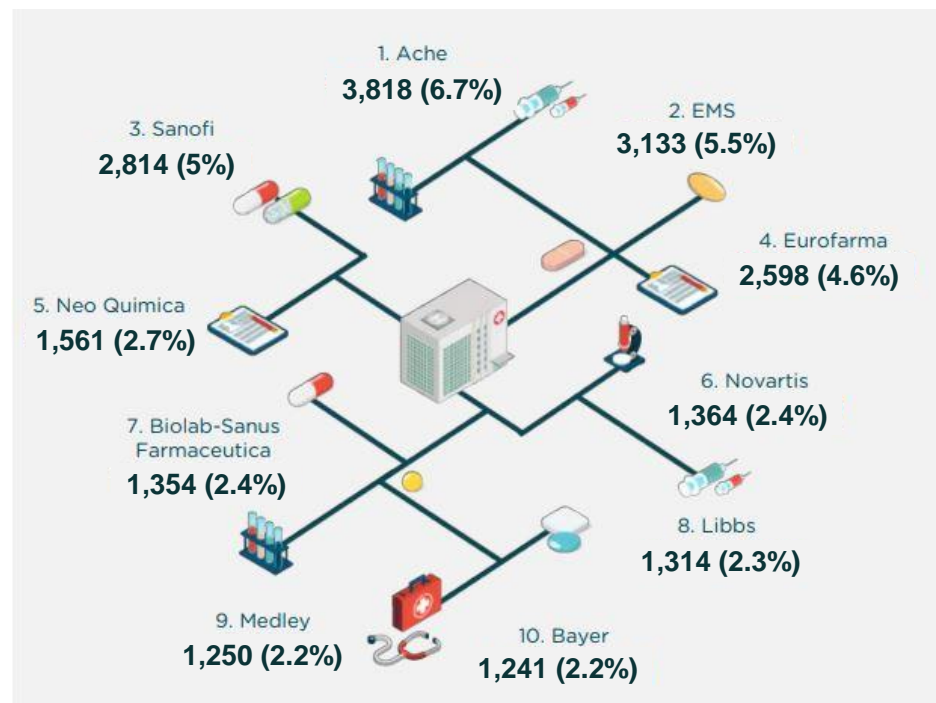 1. Ache
3,818 (6.7%)
2. EMS
3,133 (5.5%)
3. Sanofi
2,814 (5%)
4. Eurofarma
2,598 (4.6%)
5. Neo Quimica
1,561 (2.7%)
6. Novartis
1,364 (2.4%)
7. Biolab-Sanus
Farmaceutica
1,354 (2.4%)
8. Libbs
1,314 (2.3%)
9. Medley
1,250 (2.2%)
10. Bayer
1,241 (2.2%)